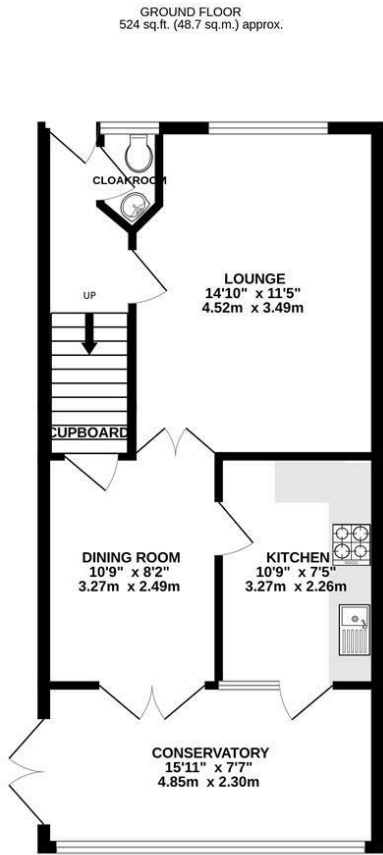 GROUND FLOOR
524 sq.ft. (48.7 sq.m.) approx.
CLOAKROOM
LOUNGE
14'10" x 11'5"
4.52m x 3.49m
UP
CUPBOARD
DINING ROOM
10'9" x 8'2"
3.27m x 2.49m
KITCHEN
10'9" x 7'5"
3.27m x 2.26m
CONSERVATORY
15'11" x 7'7"
4.85m x 2.30m